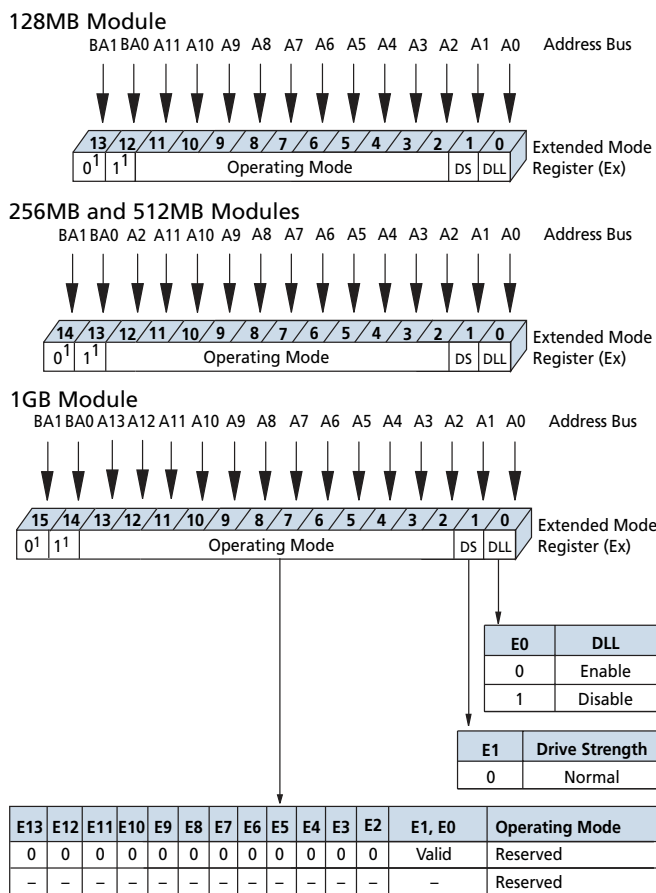 128MB Module
BA1 BA0 A11 A10 A9 A8 A7 A6 A5 A4 A3 A2 A1 A0 Address Bus
13 12 11 10 9 8 7 6 5 4 3 2 1 0 Extended Mode
0¹ 1¹ Operating Mode DS DLL Register (Ex)
256MB and 512MB Modules
BA1 BA0 A2 A11 A10 A9 A8 A7 A6 A5 A4 A3 A2 A1 A0 Address Bus
14 13 12 11 10 9 8 7 6 5 4 3 2 1 0 Extended Mode
0¹ 1¹ Operating Mode DS DLL Register (Ex)
1GB Module
BA1 BA0 A13 A12 A11 A10 A9 A8 A7 A6 A5 A4 A3 A2 A1 A0 Address Bus
15 14 13 12 11 10 9 8 7 6 5 4 3 2 1 0 Extended Mode
0¹ 1¹ Operating Mode DS DLL Register (Ex)
E0 DLL
0 Enable
1 Disable
E1 Drive Strength
0 Normal
E13 E12 E11 E10 E9 E8 E7 E6 E5 E4 E3 E2 E1, E0 Operating Mode
0 0 0 0 0 0 0 0 0 0 0 0 Valid Reserved
– – – – – – – – – – – – – Reserved